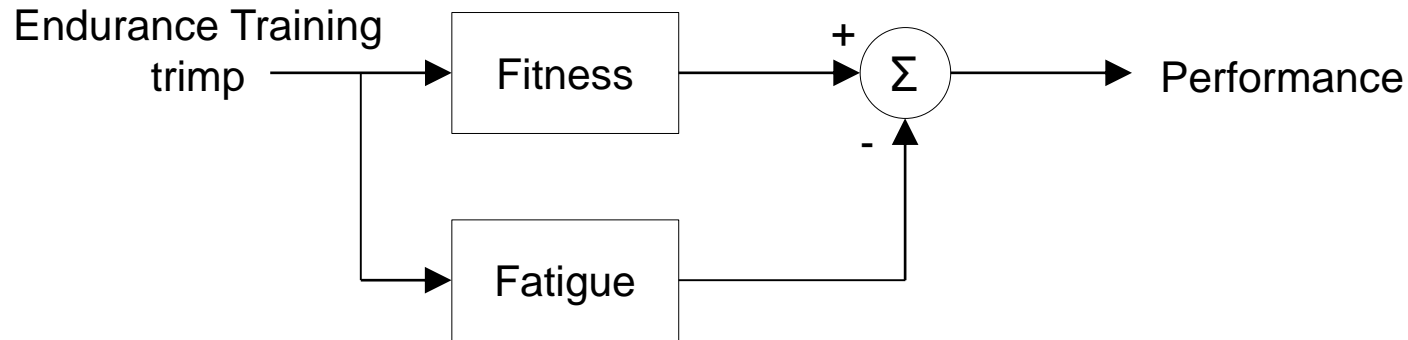 Endurance Training
trimp
Fitness
+
Σ
Performance
-
Fatigue